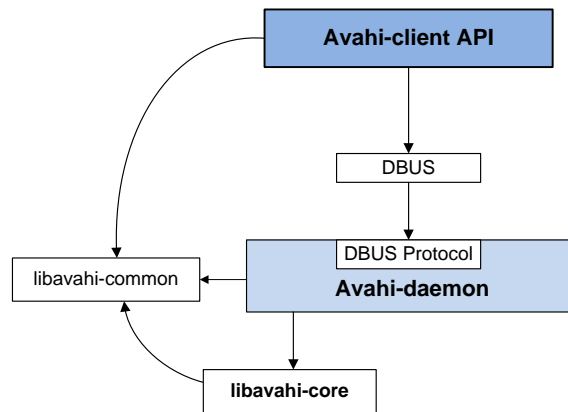 Avahi-client API
DBUS
DBUS Protocol
libavahi-common
Avahi-daemon
libavahi-core